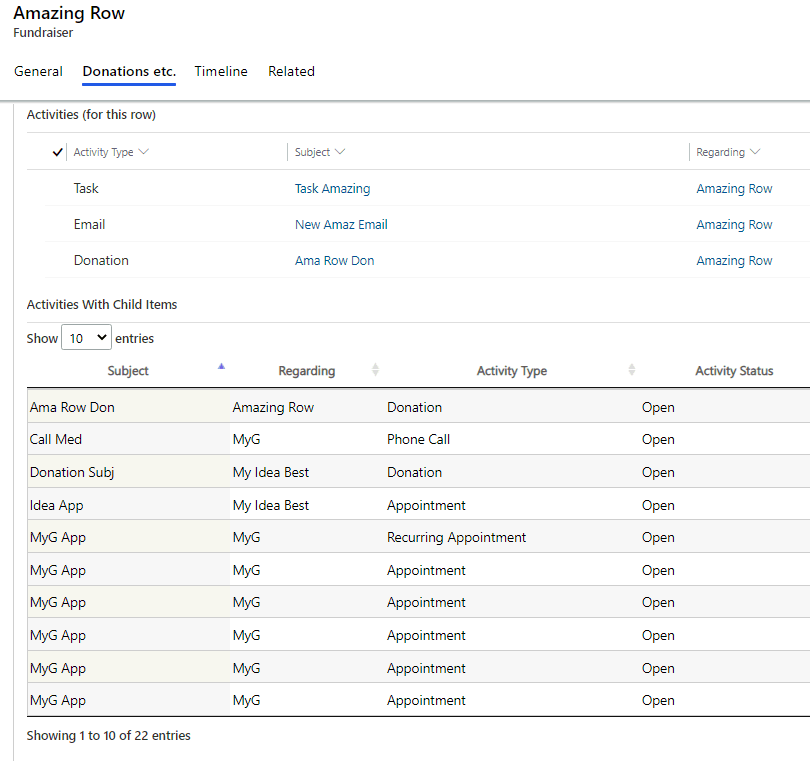 Amazing Row
Fundraiser
General Donations etc. Timeline Related
Activities (for this row)
Activity Type Subject Regarding
Task Task Amazing Amazing Row
Email New Amaz Email Amazing Row
Donation Ama Row Don Amazing Row
Activities With Child Items
Show 10 entries
Subject Regarding Activity Type Activity Status
Ama Row Don Amazing Row Donation Open
Call Med MyG Phone Call Open
Donation Subj My Idea Best Donation Open
Idea App My Idea Best Appointment Open
MyG App MyG Recurring Appointment Open
MyG App MyG Appointment Open
MyG App MyG Appointment Open
MyG App MyG Appointment Open
MyG App MyG Appointment Open
MyG App MyG Appointment Open
Showing 1 to 10 of 22 entries